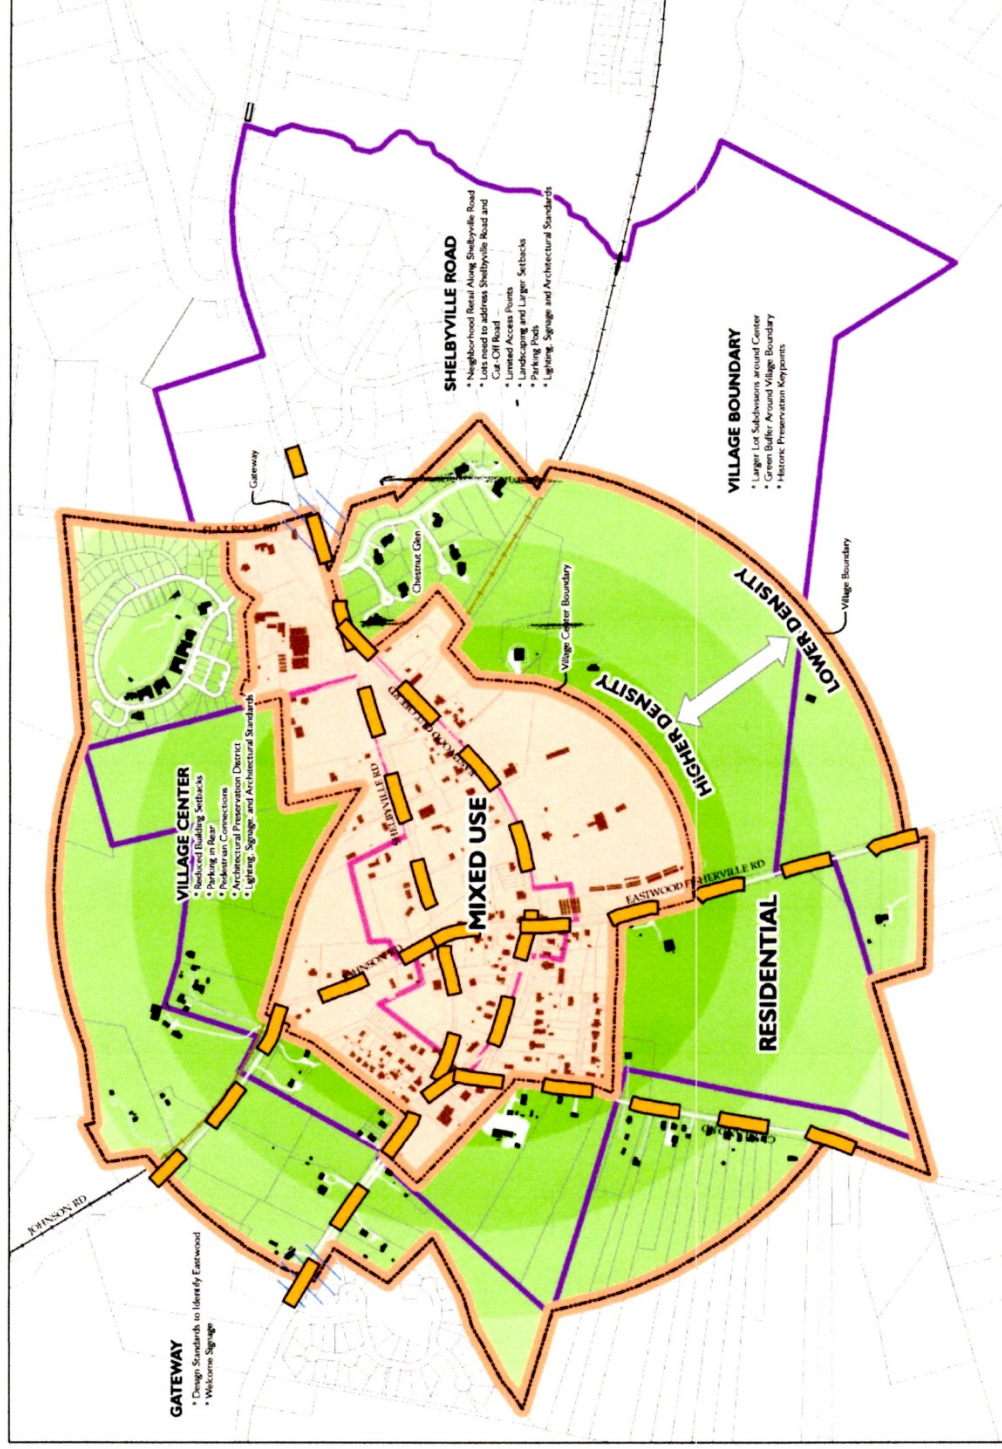 GATEWAY
* Design Standards to Identify Eastwood
* Welcome Signage
JOHNSON RD
VILLAGE CENTER
* Reduced Building Setbacks
* Parking in Rear
* Pedestrian Connections
* Architectural Preservation District
* Lighting, Signage, and Architectural Standards
FLAT ROCK RD
Gateway
SHELBYVILLE ROAD
* Neighborhood Retail Along Shelbyville Road
* Lots need to address Shelbyville Road and
Cut-Off Road
* Limited Access Points
* Landscaping and Larger Setbacks
* Parking Pods
* Lighting, Signage and Architectural Standards
Chestnut Glen
SHELBYVILLE RD
JOHNSON RD
MIXED USE
Village Center Boundary
HIGHER DENSITY
LOWER DENSITY
EASTWOOD FISHERVILLE RD
RESIDENTIAL
VILLAGE BOUNDARY
* Larger Lot Subdivisions around Center
* Green Buffer Around Village Boundary
* Historic Preservation Keypoints
Village Boundary